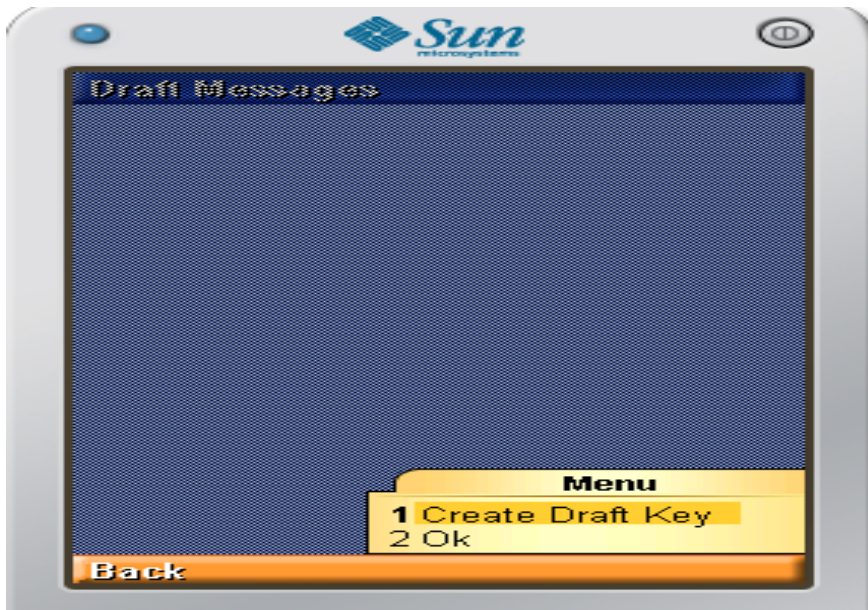 Sun
microsystems
Draft Messages
Menu
1 Create Draft Key
2 Ok
Back